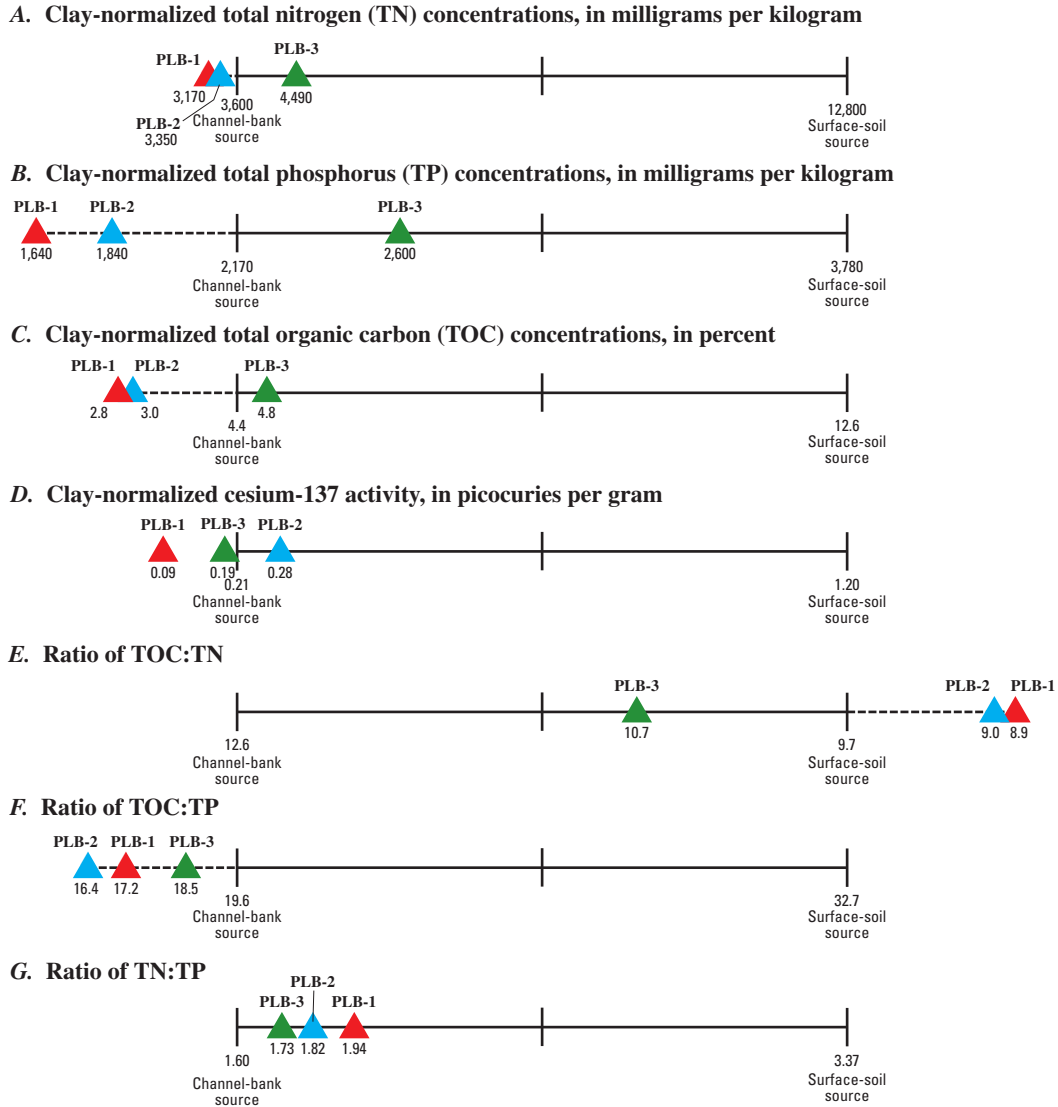 A. Clay-normalized total nitrogen (TN) concentrations, in milligrams per kilogram
PLB-1
PLB-3
3,170
3,600
4,490
12,800
PLB-2
3,350
Channel-bank
source
Surface-soil
source
B. Clay-normalized total phosphorus (TP) concentrations, in milligrams per kilogram
PLB-1 PLB-2 PLB-3
1,640 1,840 2,600
2,170 3,780
Channel-bank Surface-soil
source source
C. Clay-normalized total organic carbon (TOC) concentrations, in percent
PLB-1 PLB-2 PLB-3
2.8 3.0 4.8
4.4 12.6
Channel-bank Surface-soil
source source
D. Clay-normalized cesium-137 activity, in picocuries per gram
PLB-1 PLB-3 PLB-2
0.09 0.19 0.28
0.21 1.20
Channel-bank Surface-soil
source source
E. Ratio of TOC:TN
PLB-3 PLB-2 PLB-1
10.7 9.0 8.9
12.6 9.7
Channel-bank Surface-soil
source source
F. Ratio of TOC:TP
PLB-2 PLB-1 PLB-3
16.4 17.2 18.5
19.6 32.7
Channel-bank Surface-soil
source source
G. Ratio of TN:TP
PLB-2
PLB-3 PLB-1
1.73 1.82 1.94
1.60 3.37
Channel-bank Surface-soil
source source